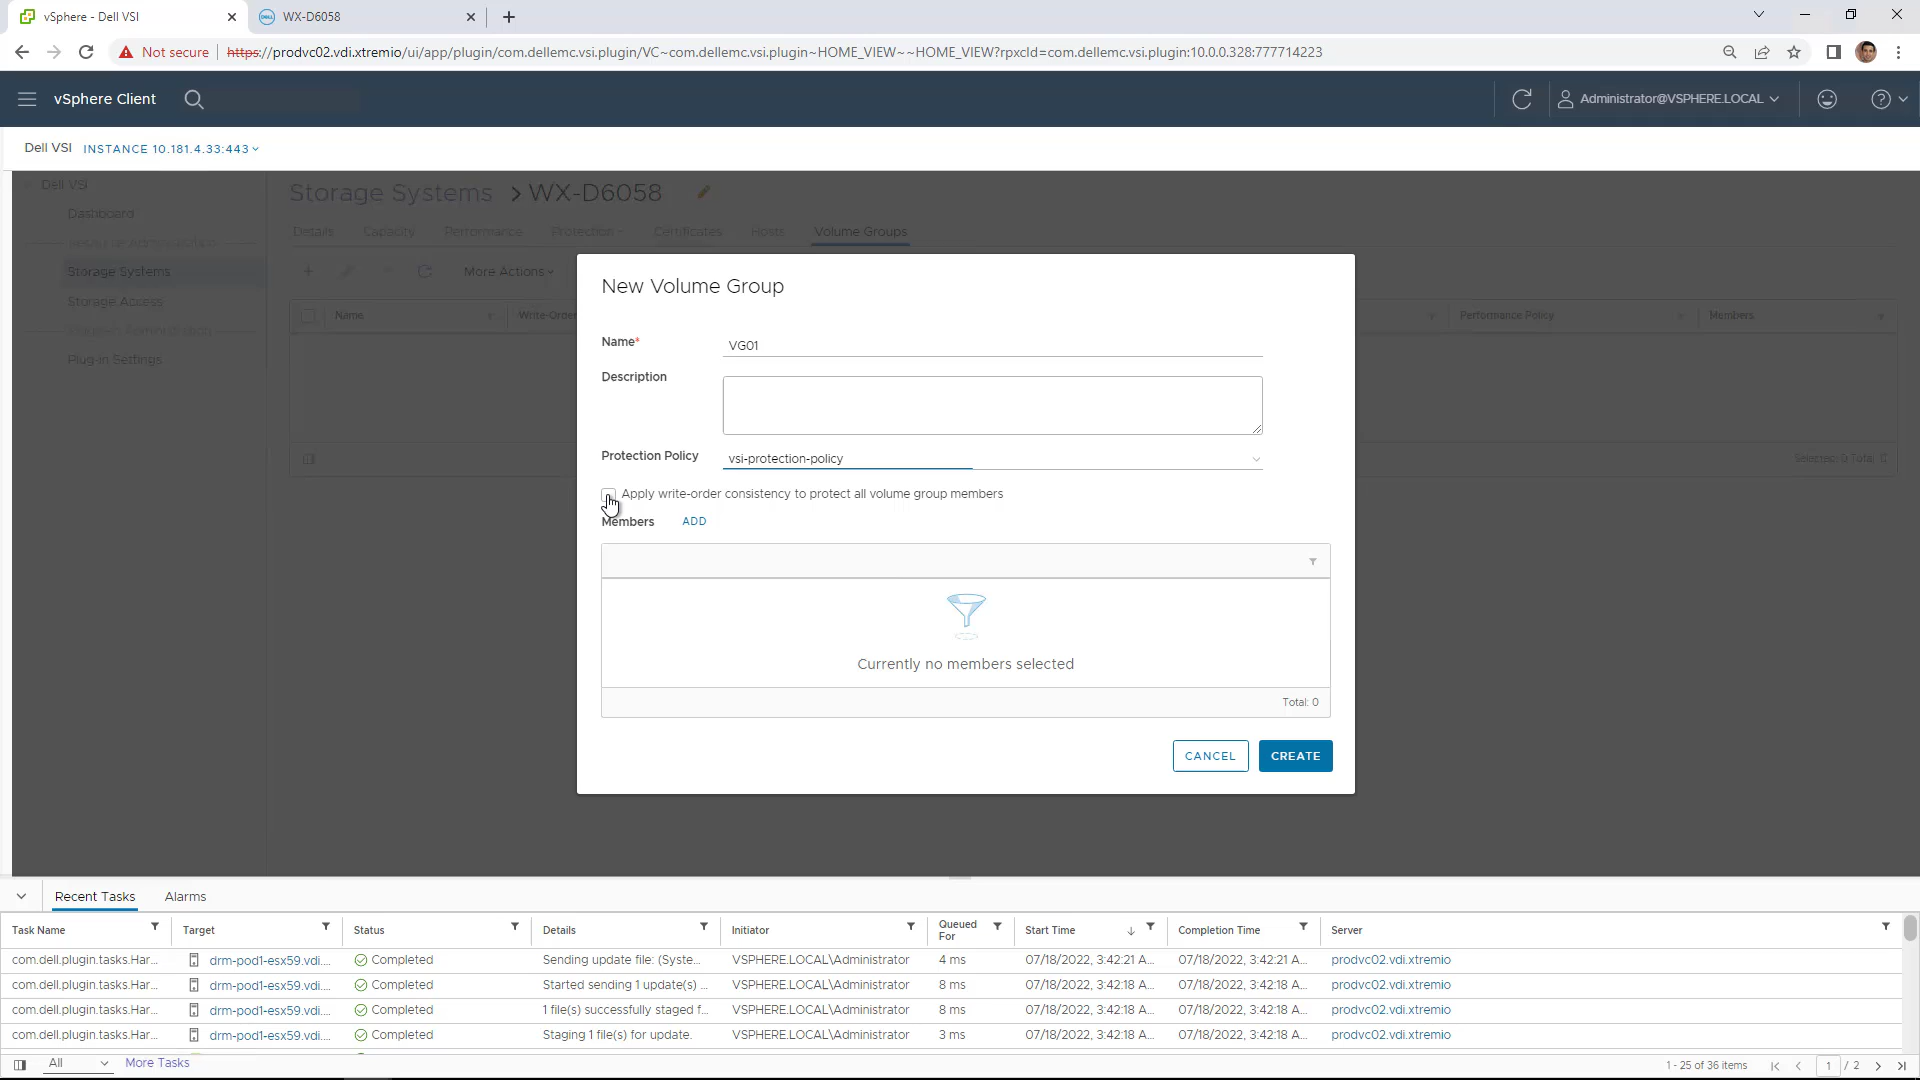 vSphere - Dell VSI
WX-D6058
Not secure https://prodvc02.vdi.xtremio/ui/app/plugin/com.dellemc.vsi.plugin/VC~com.dellemc.vsi.plugin~HOME_VIEW~~HOME_VIEW?rpxcId=com.dellemc.vsi.plugin:10.0.0.328:777714223
vSphere Client
Administrator@VSPHERE.LOCAL
Dell VSI INSTANCE 10.181.4.33:443
Dell VSI
Dashboard
Storage Systems
Storage Access
Plug-in Settings
Storage Systems > WX-D6058
Details Capacity Performance Protection Certificates Hosts Volume Groups
More Actions
Name Write-Order Performance Policy Members
Selected: 0 Total:
New Volume Group
Name* VG01
Description
Protection Policy vsi-protection-policy
Apply write-order consistency to protect all volume group members
Members ADD
Currently no members selected
Total: 0
CANCEL CREATE
Recent Tasks Alarms
Task Name Target Status Details Initiator Queued For Start Time Completion Time Server
com.dell.plugin.tasks.Har... drm-pod1-esx59.vdi.... Completed Sending update file: (Syste... VSPHERE.LOCAL\Administrator 4 ms 07/18/2022, 3:42:21 A... 07/18/2022, 3:42:21 A... prodvc02.vdi.xtremio
com.dell.plugin.tasks.Har... drm-pod1-esx59.vdi.... Completed Started sending 1 update(s) ... VSPHERE.LOCAL\Administrator 8 ms 07/18/2022, 3:42:18 A... 07/18/2022, 3:42:18 A... prodvc02.vdi.xtremio
com.dell.plugin.tasks.Har... drm-pod1-esx59.vdi.... Completed 1 file(s) successfully staged f... VSPHERE.LOCAL\Administrator 8 ms 07/18/2022, 3:42:18 A... 07/18/2022, 3:42:18 A... prodvc02.vdi.xtremio
com.dell.plugin.tasks.Har... drm-pod1-esx59.vdi.... Completed Staging 1 file(s) for update. VSPHERE.LOCAL\Administrator 3 ms 07/18/2022, 3:42:18 A... 07/18/2022, 3:42:18 A... prodvc02.vdi.xtremio
All More Tasks 1 - 25 of 36 items 1 / 2